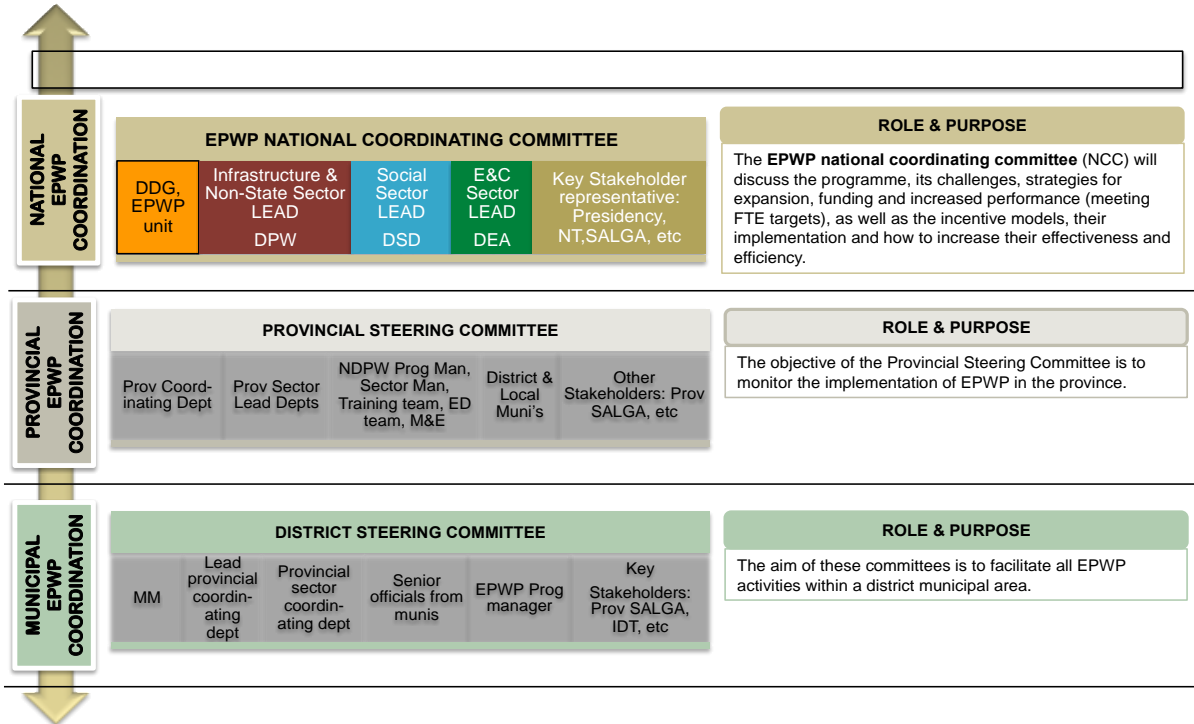 NATIONAL
EPWP
COORDINATION
EPWP NATIONAL COORDINATING COMMITTEE
DDG,
EPWP
unit
Infrastructure &
Non-State Sector
LEAD
DPW
Social
Sector
LEAD
DSD
E&C
Sector
LEAD
DEA
Key Stakeholder
representative:
Presidency,
NT,SALGA, etc
ROLE & PURPOSE
The EPWP national coordinating committee (NCC) will
discuss the programme, its challenges, strategies for
expansion, funding and increased performance (meeting
FTE targets), as well as the incentive models, their
implementation and how to increase their effectiveness and
efficiency.
PROVINCIAL
EPWP
COORDINATION
PROVINCIAL STEERING COMMITTEE
Prov Coord-
inating Dept
Prov Sector
Lead Depts
NDPW Prog Man,
Sector Man,
Training team, ED
team, M&E
District &
Local
Muni's
Other
Stakeholders: Prov
SALGA, etc
ROLE & PURPOSE
The objective of the Provincial Steering Committee is to
monitor the implementation of EPWP in the province.
MUNICIPAL
EPWP
COORDINATION
DISTRICT STEERING COMMITTEE
MM
Lead
provincial
coordin-
ating
dept
Provincial
sector
coordin-
ating dept
Senior
officials from
munis
EPWP Prog
manager
Key
Stakeholders:
Prov SALGA,
IDT, etc
ROLE & PURPOSE
The aim of these committees is to facilitate all EPWP
activities within a district municipal area.